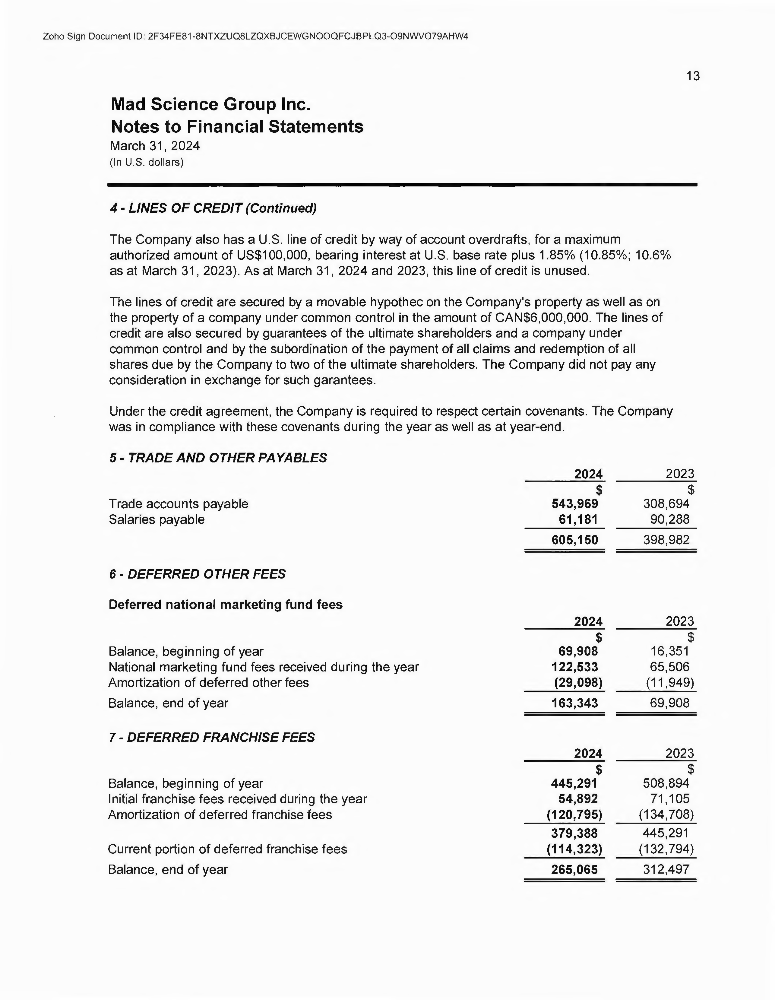 Zoho Sign Document ID: 2F34FE81-8NTXZUQ8LZQXBJCEWGNOOQFCJBPLQ3-O9NWVO79AHW4
13
Mad Science Group Inc.
Notes to Financial Statements
March 31, 2024
(In U.S. dollars)
4 - LINES OF CREDIT (Continued)
The Company also has a U.S. line of credit by way of account overdrafts, for a maximum
authorized amount of US$100,000, bearing interest at U.S. base rate plus 1.85% (10.85%; 10.6%
as at March 31, 2023). As at March 31, 2024 and 2023, this line of credit is unused.
The lines of credit are secured by a movable hypothec on the Company's property as well as on
the property of a company under common control in the amount of CAN$6,000,000. The lines of
credit are also secured by guarantees of the ultimate shareholders and a company under
common control and by the subordination of the payment of all claims and redemption of all
shares due by the Company to two of the ultimate shareholders. The Company did not pay any
consideration in exchange for such garantees.
Under the credit agreement, the Company is required to respect certain covenants. The Company
was in compliance with these covenants during the year as well as at year-end.
5 - TRADE AND OTHER PAYABLES
2024 2023
$ $
Trade accounts payable 543,969 308,694
Salaries payable 61,181 90,288
605,150 398,982
6 - DEFERRED OTHER FEES
Deferred national marketing fund fees
2024 2023
$ $
Balance, beginning of year 69,908 16,351
National marketing fund fees received during the year 122,533 65,506
Amortization of deferred other fees (29,098) (11,949)
Balance, end of year 163,343 69,908
7 - DEFERRED FRANCHISE FEES
2024 2023
$ $
Balance, beginning of year 445,291 508,894
Initial franchise fees received during the year 54,892 71,105
Amortization of deferred franchise fees (120,795) (134,708)
379,388 445,291
Current portion of deferred franchise fees (114,323) (132,794)
Balance, end of year 265,065 312,497